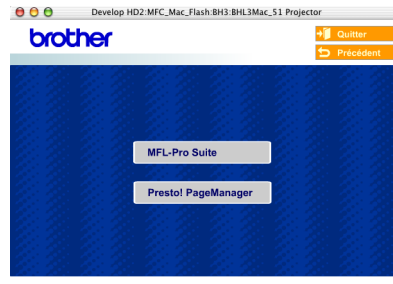 Develop HD2:MFC_Mac_Flash:BH3:BHL3Mac_51 Projector
brother
Quitter
Précédent
MFL-Pro Suite
Presto! PageManager